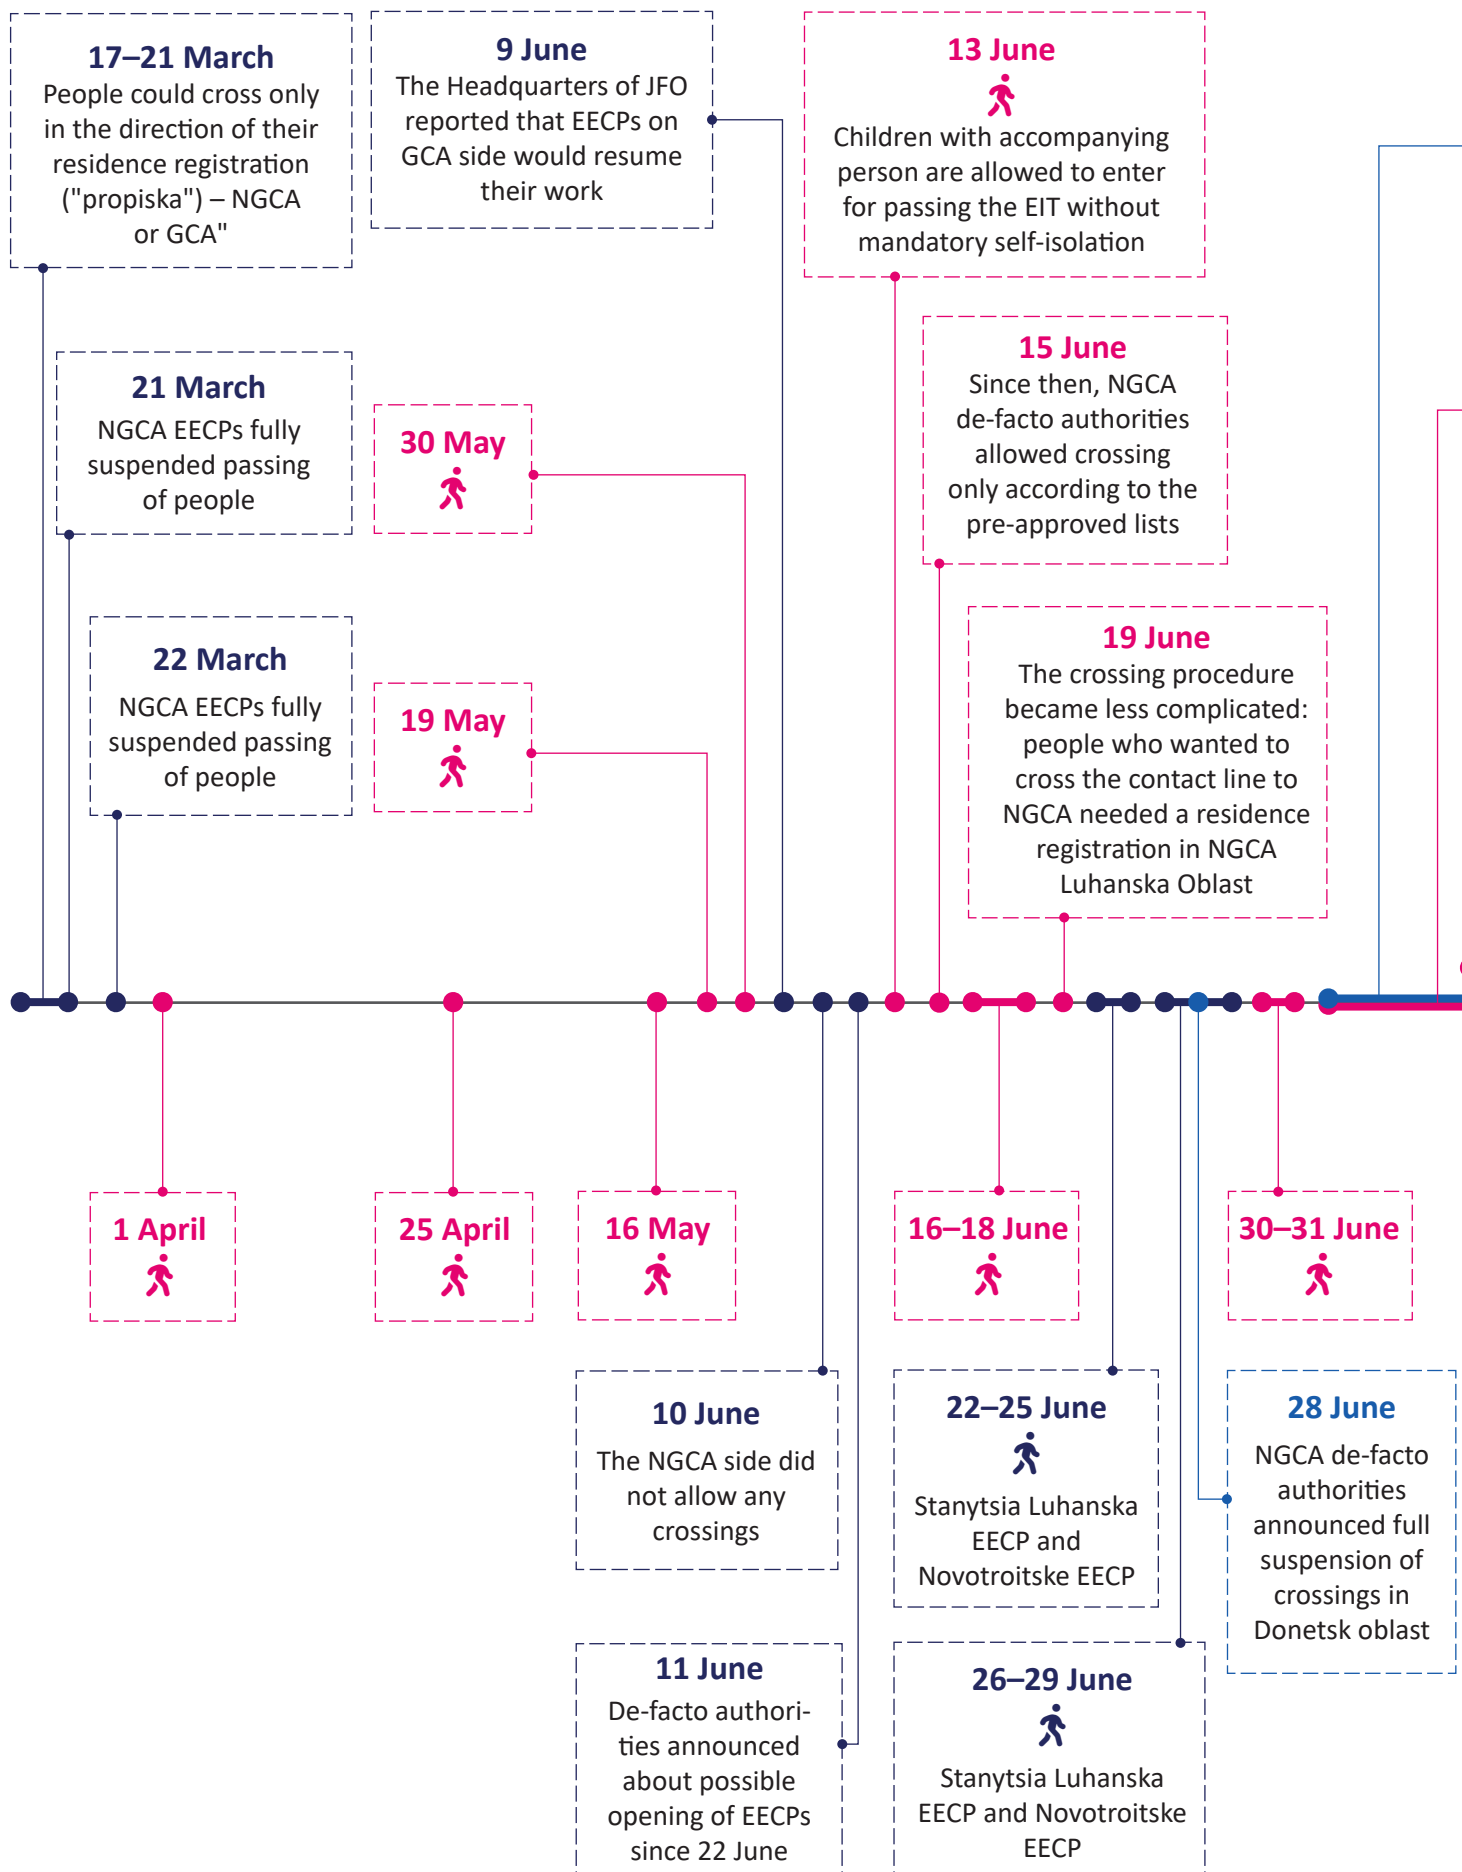 17–21 March
People could cross only
in the direction of their
residence registration
("propiska") – NGCA
or GCA"
9 June
The Headquarters of JFO
reported that EECPs on
GCA side would resume
their work
13 June
Children with accompanying
person are allowed to enter
for passing the EIT without
mandatory self-isolation
21 March
NGCA EECPs fully
suspended passing
of people
30 May
15 June
Since then, NGCA
de-facto authorities
allowed crossing
only according to the
pre-approved lists
22 March
NGCA EECPs fully
suspended passing
of people
19 May
19 June
The crossing procedure
became less complicated:
people who wanted to
cross the contact line to
NGCA needed a residence
registration in NGCA
Luhanska Oblast
1 April
25 April
16 May
16–18 June
30–31 June
10 June
The NGCA side did
not allow any
crossings
22–25 June
Stanytsia Luhanska
EECP and
Novotroitske EECP
28 June
NGCA de-facto
authorities
announced full
suspension of
crossings in
Donetsk oblast
11 June
De-facto authori-
ties announced
about possible
opening of EECPs
since 22 June
26–29 June
Stanytsia Luhanska
EECP and Novotroitske
EECP